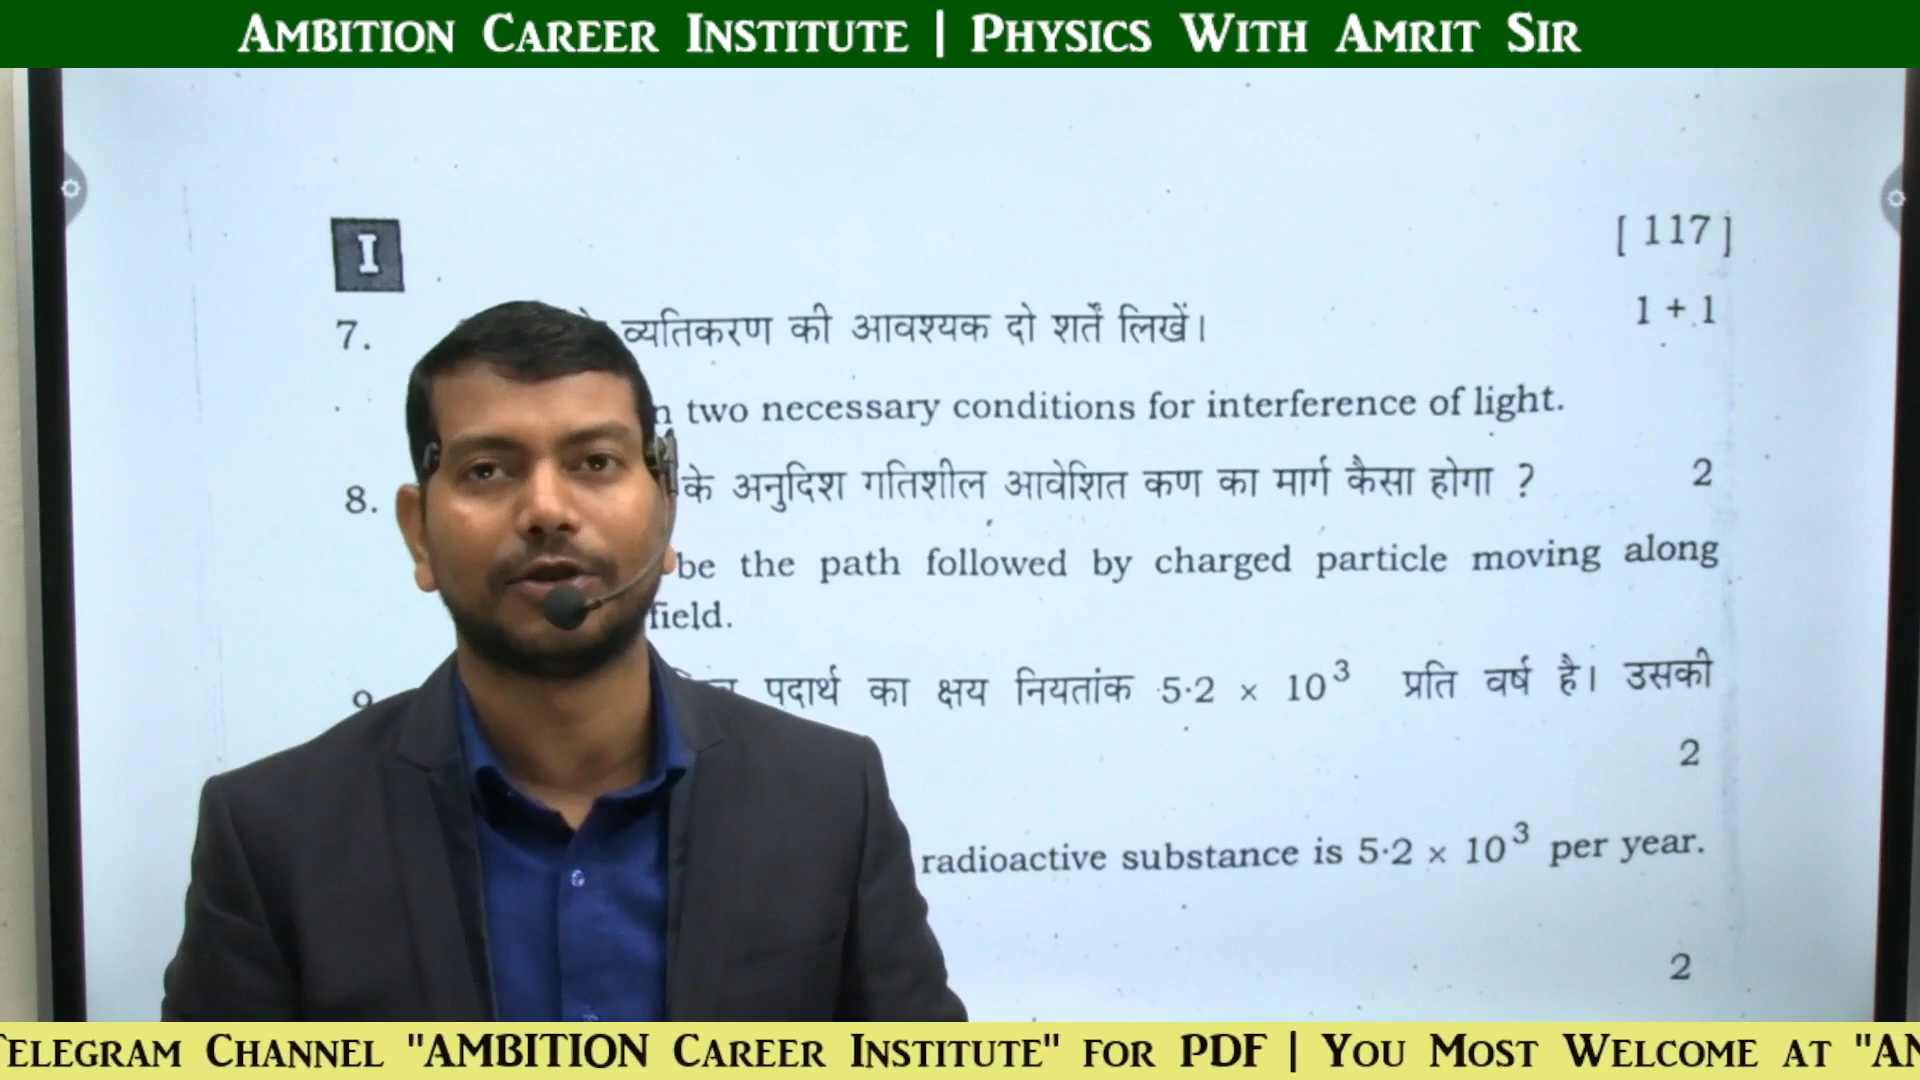 AMBITION CAREER INSTITUTE | PHYSICS WITH AMRIT SIR
I
[ 117 ]
7. व्यतिकरण की आवश्यक दो शर्तें लिखें। 1 + 1
two necessary conditions for interference of light.
8. के अनुदिश गतिशील आवेशित कण का मार्ग कैसा होगा ? 2
be the path followed by charged particle moving along
field.
9 पदार्थ का क्षय नियतांक 5·2 × 10³ प्रति वर्ष है। उसकी
2
radioactive substance is 5·2 × 10³ per year.
2
TELEGRAM CHANNEL "AMBITION CAREER INSTITUTE" FOR PDF | YOU MOST WELCOME AT "AM